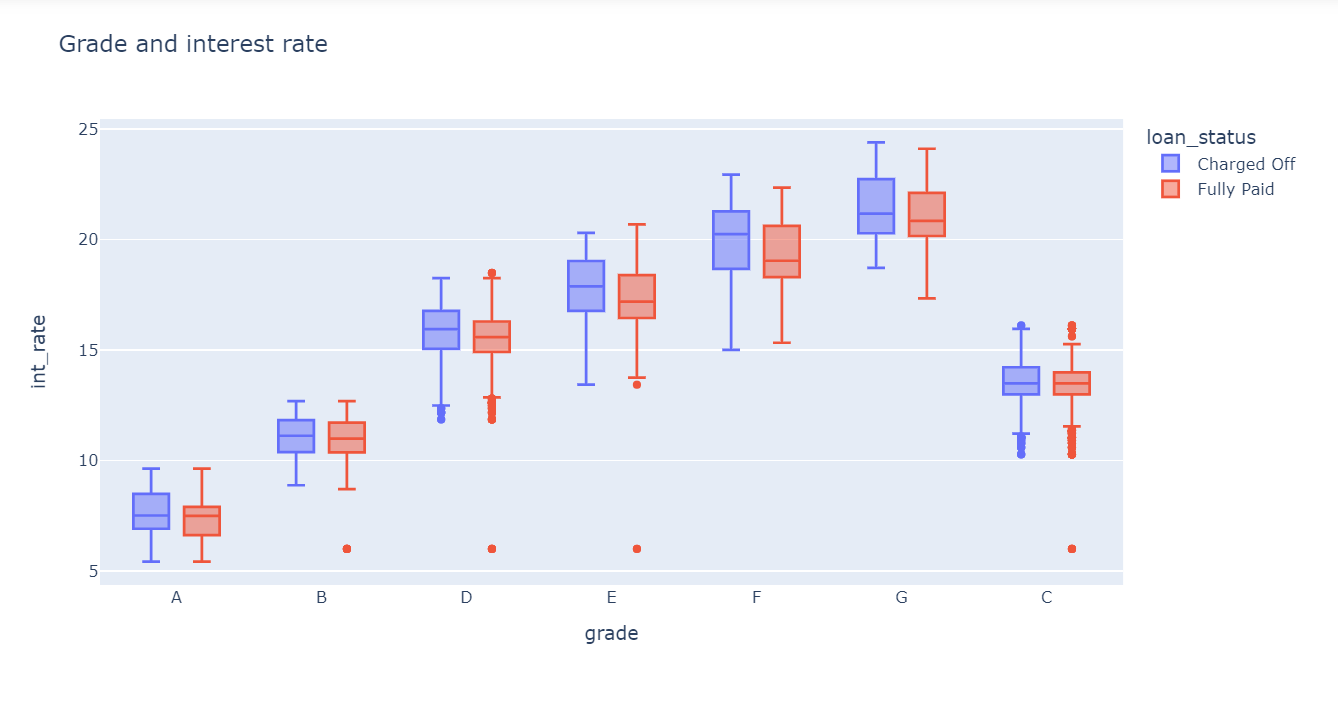 Grade and interest rate
loan_status
Charged Off
Fully Paid
25
20
15
10
5
int_rate
A B D E F G C
grade